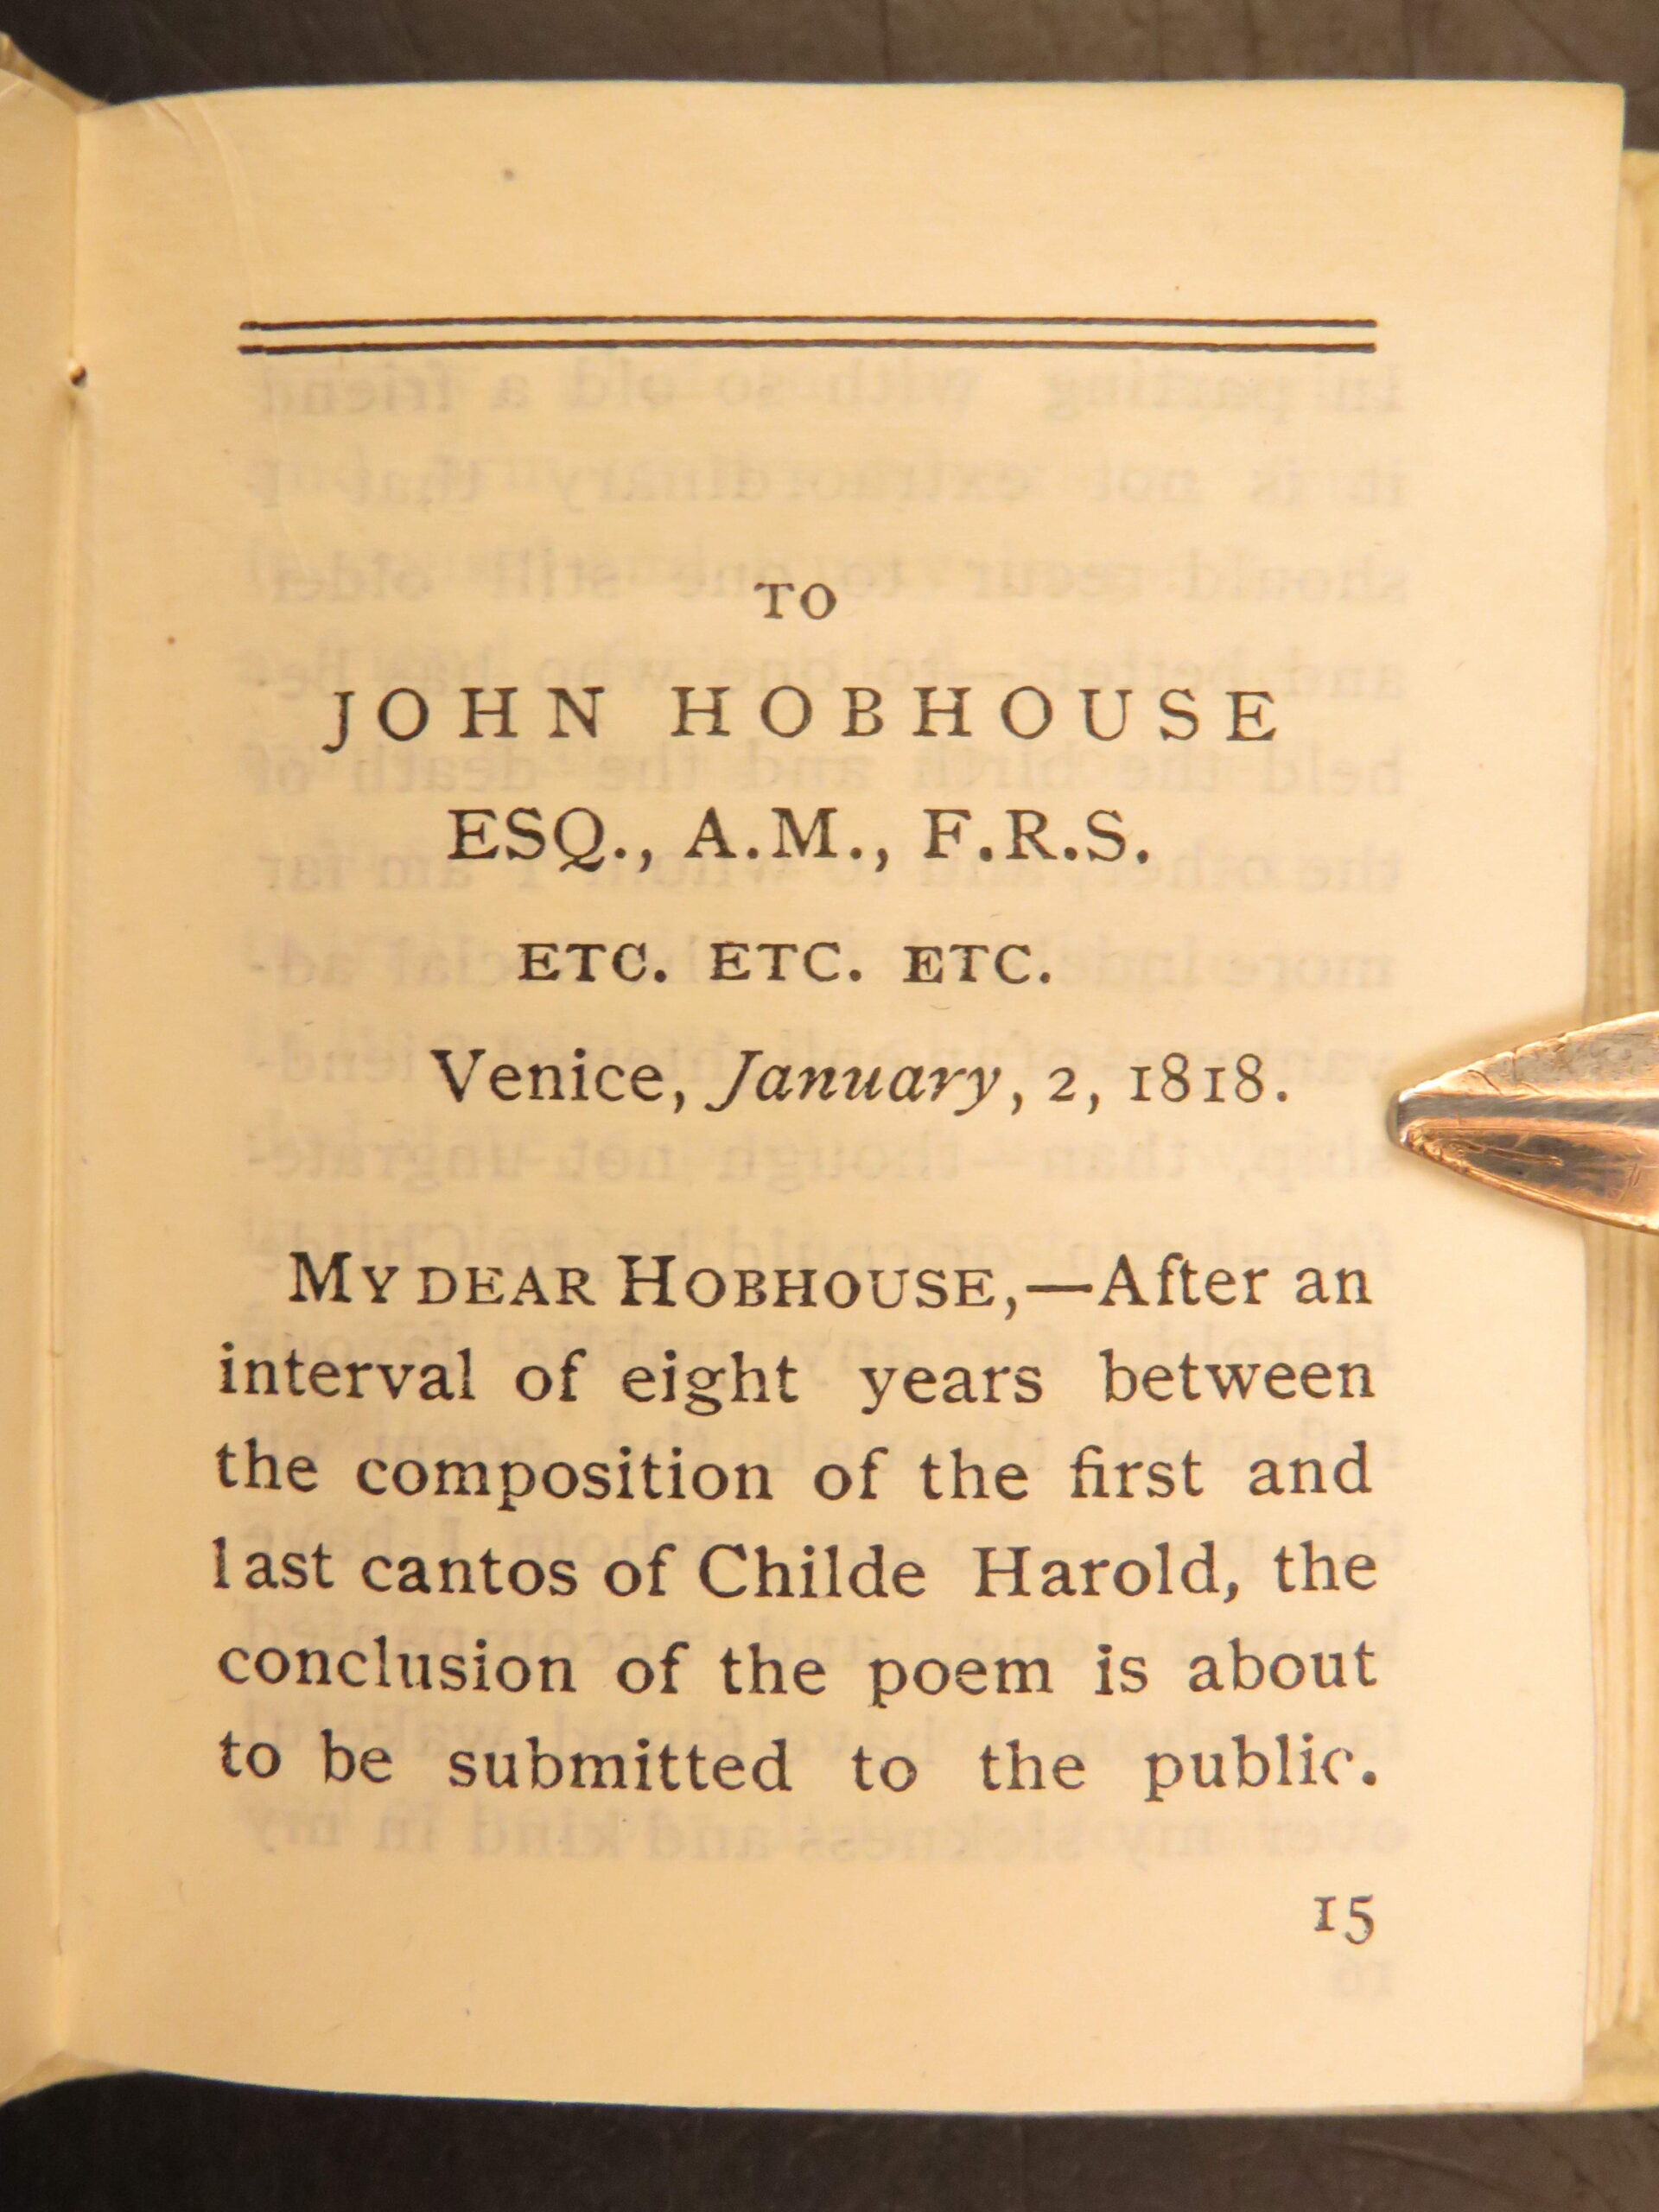 TO
JOHN HOBHOUSE
ESQ., A.M., F.R.S.
ETC. ETC. ETC.
Venice, January, 2, 1818.
MY DEAR HOBHOUSE,—After an
interval of eight years between
the composition of the first and
last cantos of Childe Harold, the
conclusion of the poem is about
to be submitted to the public.
15